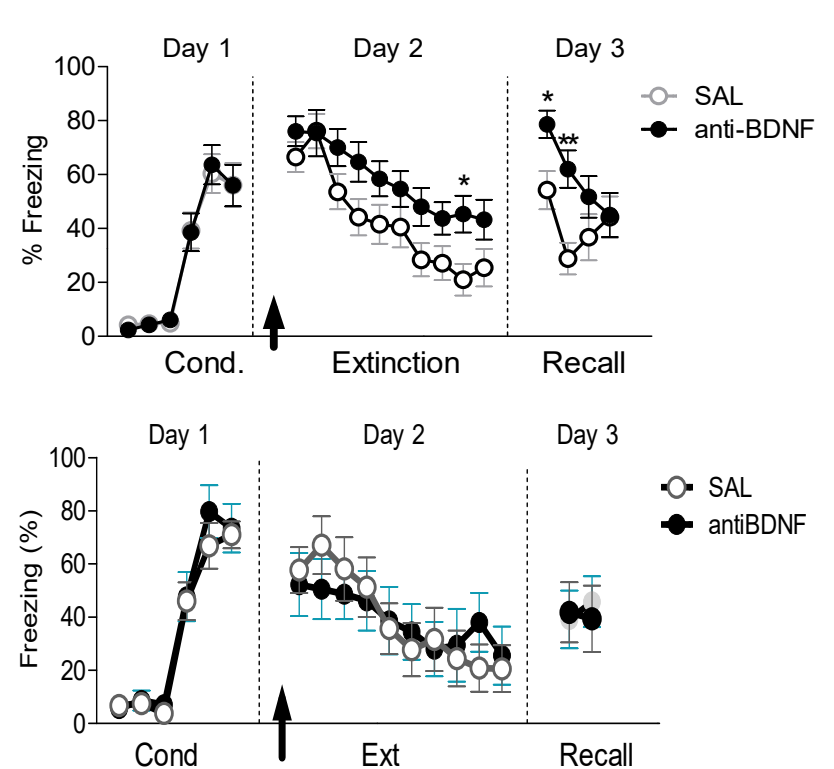 Day 1 Day 2 Day 3
100
80
60
40
20
0
% Freezing
* ** *
*
SAL
anti-BDNF
Cond. Extinction Recall
Day 1 Day 2 Day 3
100
80
60
40
20
0
Freezing (%)
SAL
antiBDNF
Cond Ext Recall